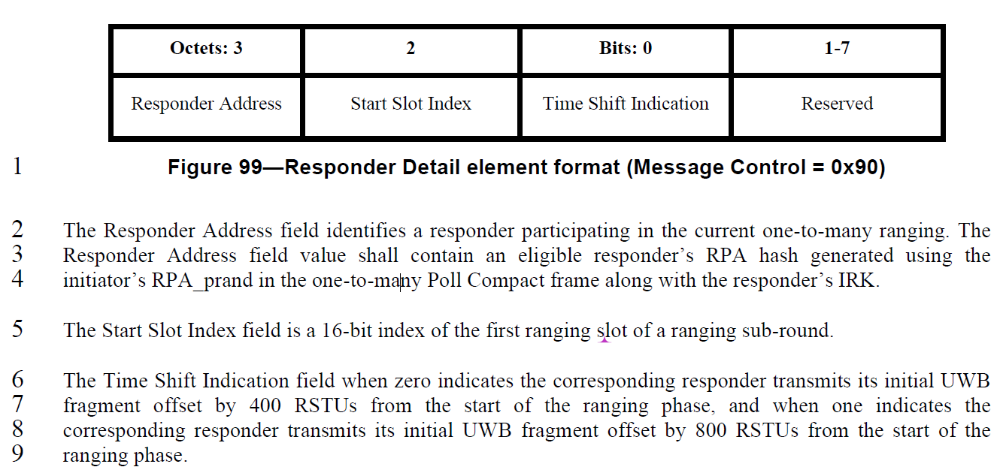 Octets: 3 2 Bits: 0 1-7
Responder Address Start Slot Index Time Shift Indication Reserved
1 Figure 99—Responder Detail element format (Message Control = 0x90)
2 The Responder Address field identifies a responder participating in the current one-to-many ranging. The
3 Responder Address field value shall contain an eligible responder’s RPA hash generated using the
4 initiator’s RPA_prand in the one-to-many Poll Compact frame along with the responder’s IRK.
5 The Start Slot Index field is a 16-bit index of the first ranging slot of a ranging sub-round.
6 The Time Shift Indication field when zero indicates the corresponding responder transmits its initial UWB
7 fragment offset by 400 RSTUs from the start of the ranging phase, and when one indicates the
8 corresponding responder transmits its initial UWB fragment offset by 800 RSTUs from the start of the
9 ranging phase.